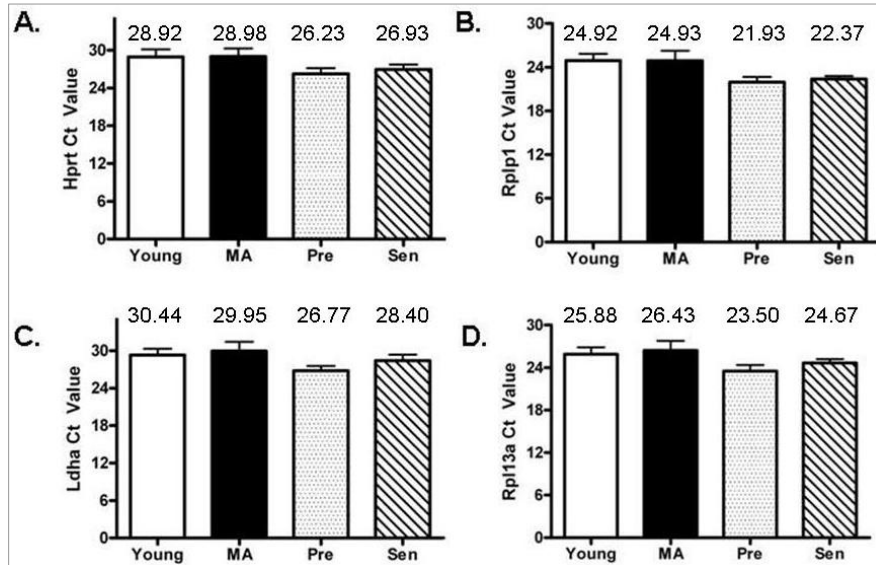 A.
28.92 28.98 26.23 26.93
Hprt Ct Value
30
24
18
12
6
0
Young MA Pre Sen
B.
24.92 24.93 21.93 22.37
Rplp1 Ct Value
30
24
18
12
6
0
Young MA Pre Sen
C.
30.44 29.95 26.77 28.40
Ldha Ct Value
30
24
18
12
6
0
Young MA Pre Sen
D.
25.88 26.43 23.50 24.67
Rpl13a Ct Value
30
24
18
12
6
0
Young MA Pre Sen